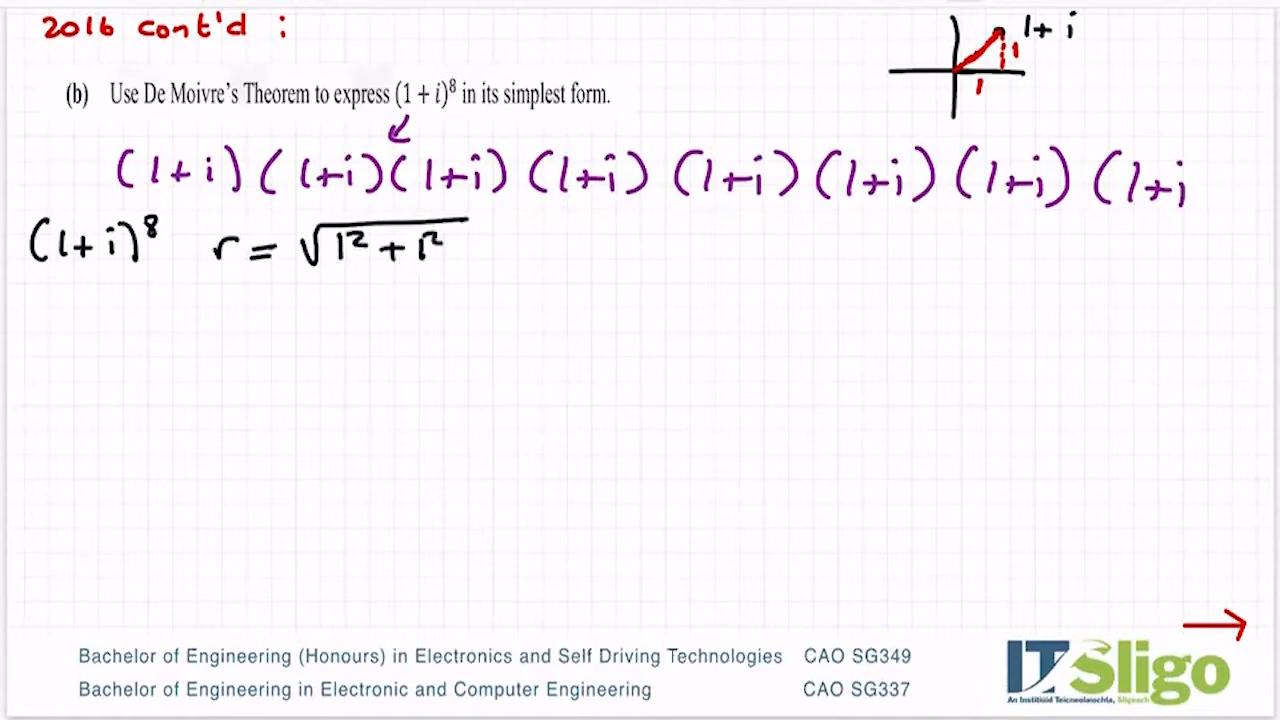 2016 cont'd :
1+ i
1
1
(b) Use De Moivre's Theorem to express (1 + i)⁸ in its simplest form.
(1+i) (1+i) (1+i) (1+i) (1+i) (1+i) (1+i) (1+i
(1+i)⁸ r = √1² + 1²
Bachelor of Engineering (Honours) in Electronics and Self Driving Technologies CAO SG349
Bachelor of Engineering in Electronic and Computer Engineering CAO SG337
IT Sligo
An Institiúid Teicneolaíochta, Sligeach